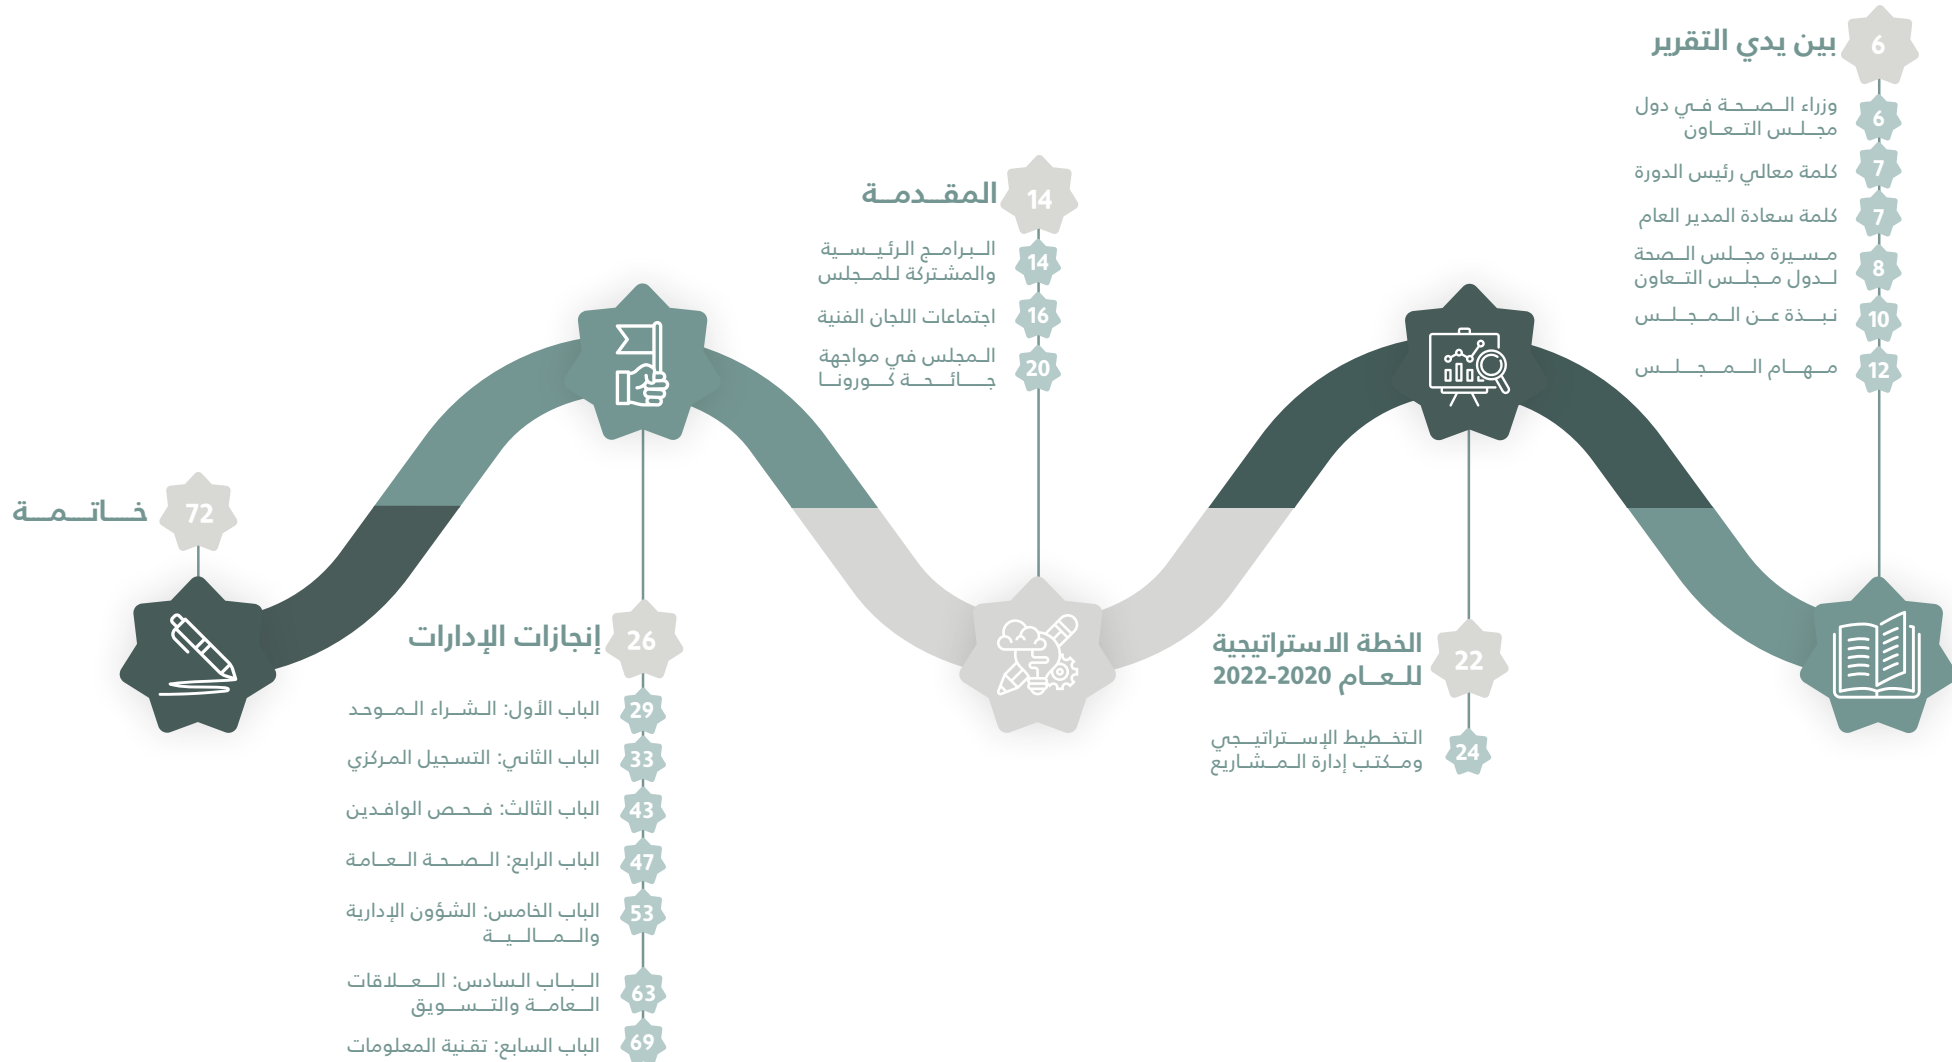 6
بين يدي التقرير
6
وزراء الصحة في دول
مجلس التعاون
7
كلمة معالي رئيس الدورة
7
كلمة سعادة المدير العام
8
مسيرة مجلس الصحة
لدول مجلس التعاون
10
نبذة عن المجلس
12
مهام المجلس
22
الخطة الاستراتيجية
للعام 2020-2022
24
التخطيط الإستراتيجي
ومكتب إدارة المشاريع
14
المقدمة
14
البرامج الرئيسية
والمشتركة للمجلس
16
اجتماعات اللجان الفنية
20
المجلس في مواجهة
جائحة كورونا
26
إنجازات الإدارات
29
الباب الأول: الشراء الموحد
33
الباب الثاني: التسجيل المركزي
43
الباب الثالث: فحص الوافدين
47
الباب الرابع: الصحة العامة
53
الباب الخامس: الشؤون الإدارية
والمالية
63
الباب السادس: العلاقات
العامة والتسويق
69
الباب السابع: تقنية المعلومات
72
خاتمة